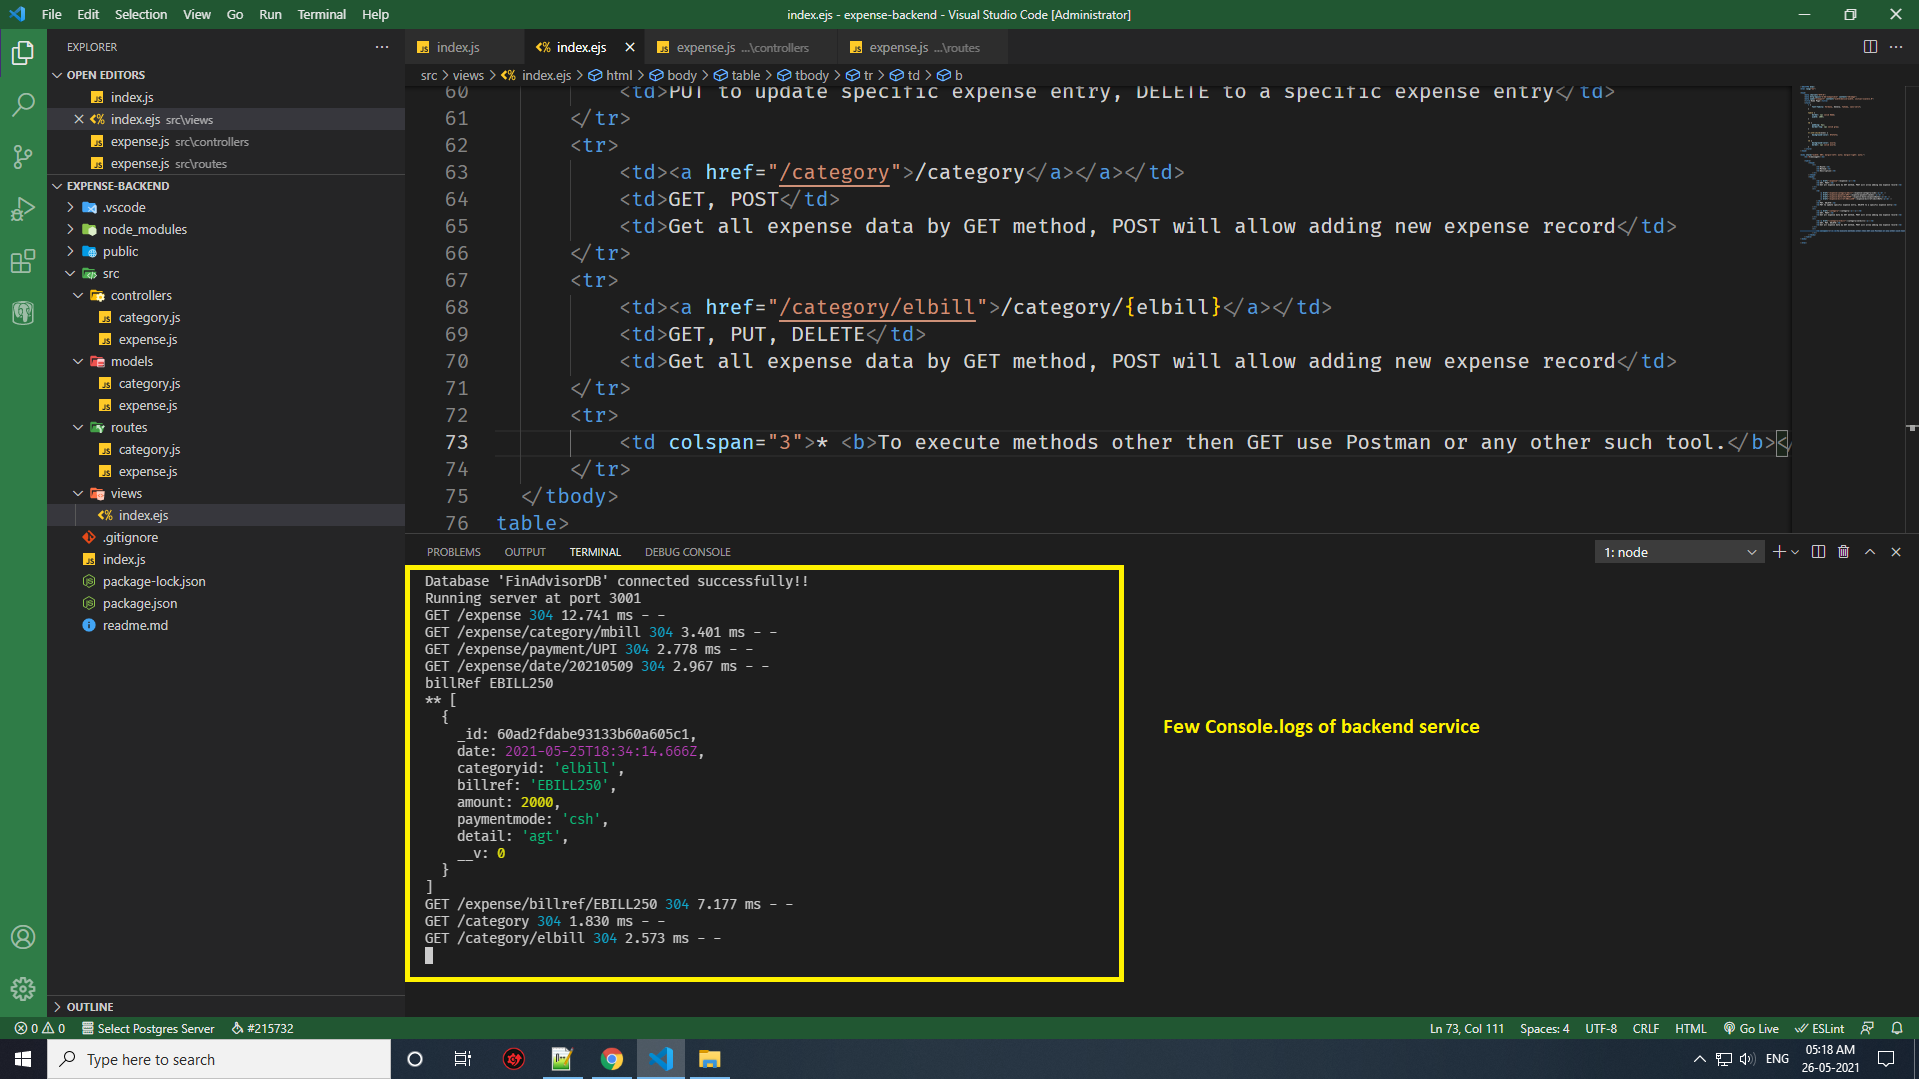 File Edit Selection View Go Run Terminal Help
index.ejs - expense-backend - Visual Studio Code [Administrator]
EXPLORER
OPEN EDITORS
index.js
index.ejs src\views
expense.js src\controllers
expense.js src\routes
EXPENSE-BACKEND
.vscode
node_modules
public
src
controllers
category.js
expense.js
models
category.js
expense.js
routes
category.js
expense.js
views
index.ejs
.gitignore
index.js
package-lock.json
package.json
readme.md
OUTLINE
index.js
index.ejs
expense.js ...\controllers
expense.js ...\routes
src > views > index.ejs > html > body > table > tbody > tr > td > b
60 <td>PUT to update specific expense entry, DELETE to a specific expense entry</td>
61 </tr>
62 <tr>
63 <td><a href="/category">/category</a></a></td>
64 <td>GET, POST</td>
65 <td>Get all expense data by GET method, POST will allow adding new expense record</td>
66 </tr>
67 <tr>
68 <td><a href="/category/elbill">/category/{elbill}</a></td>
69 <td>GET, PUT, DELETE</td>
70 <td>Get all expense data by GET method, POST will allow adding new expense record</td>
71 </tr>
72 <tr>
73 <td colspan="3">* <b>To execute methods other then GET use Postman or any other such tool.</b></
74 </tr>
75 </tbody>
76 table>
PROBLEMS OUTPUT TERMINAL DEBUG CONSOLE
1: node
Database 'FinAdvisorDB' connected successfully!!
Running server at port 3001
GET /expense 304 12.741 ms - -
GET /expense/category/mbill 304 3.401 ms - -
GET /expense/payment/UPI 304 2.778 ms - -
GET /expense/date/20210509 304 2.967 ms - -
billRef EBILL250
** [
{
_id: 60ad2fdabe93133b60a605c1,
date: 2021-05-25T18:34:14.666Z,
categoryid: 'elbill',
billref: 'EBILL250',
amount: 2000,
paymentmode: 'csh',
detail: 'agt',
__v: 0
}
]
GET /expense/billref/EBILL250 304 7.177 ms - -
GET /category 304 1.830 ms - -
GET /category/elbill 304 2.573 ms - -
Few Console.logs of backend service
0 0 Select Postgres Server #215732
Ln 73, Col 111 Spaces: 4 UTF-8 CRLF HTML Go Live ESLint
Type here to search
ENG
05:18 AM
26-05-2021